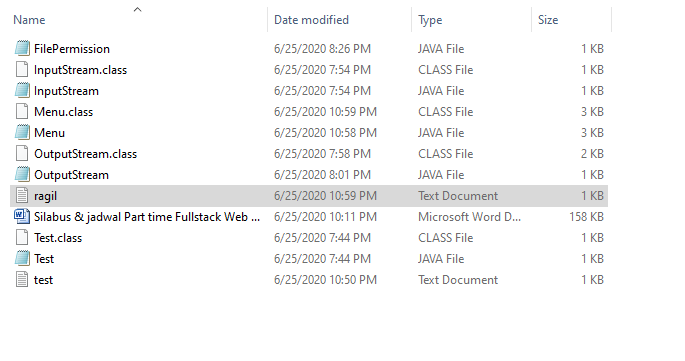 Name Date modified Type Size
FilePermission 6/25/2020 8:26 PM JAVA File 1 KB
InputStream.class 6/25/2020 7:54 PM CLASS File 1 KB
InputStream 6/25/2020 7:54 PM JAVA File 1 KB
Menu.class 6/25/2020 10:59 PM CLASS File 3 KB
Menu 6/25/2020 10:58 PM JAVA File 3 KB
OutputStream.class 6/25/2020 7:58 PM CLASS File 2 KB
OutputStream 6/25/2020 8:01 PM JAVA File 1 KB
ragil 6/25/2020 10:59 PM Text Document 1 KB
Silabus & jadwal Part time Fullstack Web ... 6/25/2020 10:11 PM Microsoft Word D... 158 KB
Test.class 6/25/2020 7:44 PM CLASS File 1 KB
Test 6/25/2020 7:44 PM JAVA File 1 KB
test 6/25/2020 10:50 PM Text Document 1 KB